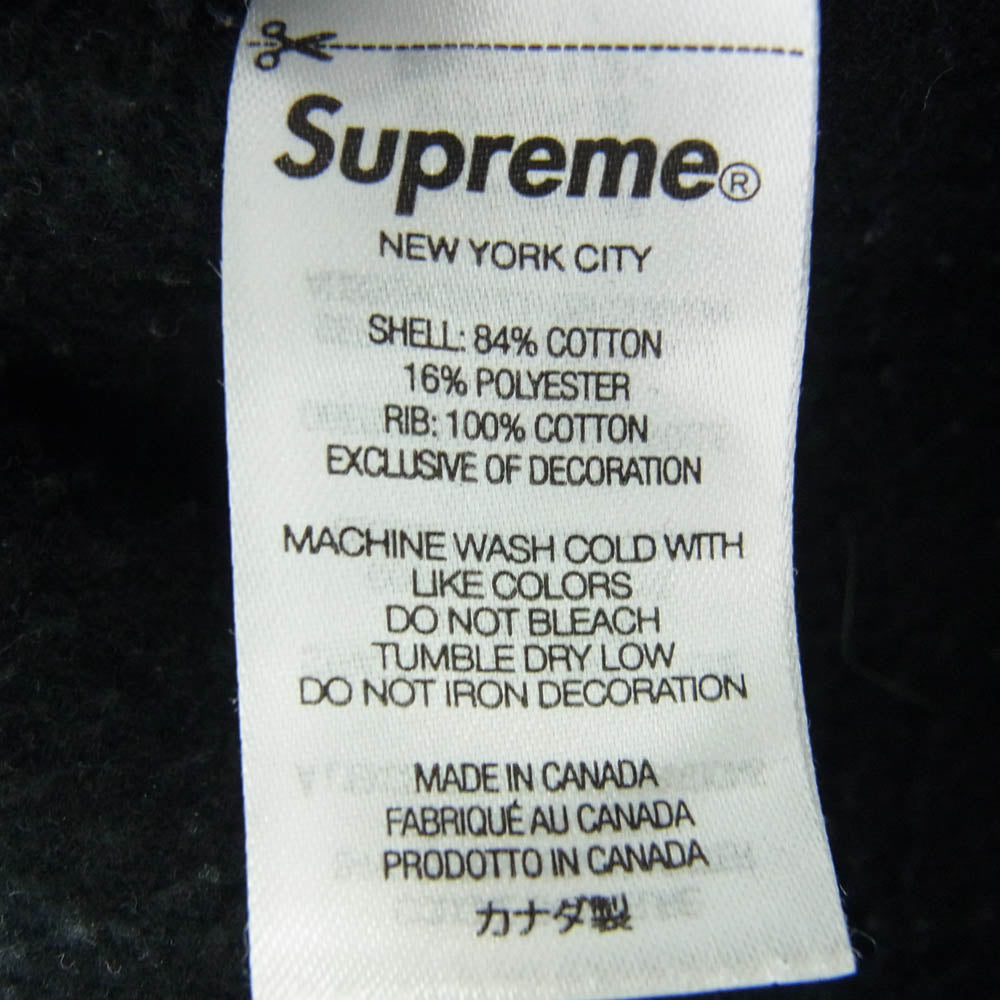 Supreme®
NEW YORK CITY
SHELL: 84% COTTON
16% POLYESTER
RIB: 100% COTTON
EXCLUSIVE OF DECORATION
MACHINE WASH COLD WITH
LIKE COLORS
DO NOT BLEACH
TUMBLE DRY LOW
DO NOT IRON DECORATION
MADE IN CANADA
FABRIQUÉ AU CANADA
PRODOTTO IN CANADA
カナダ製